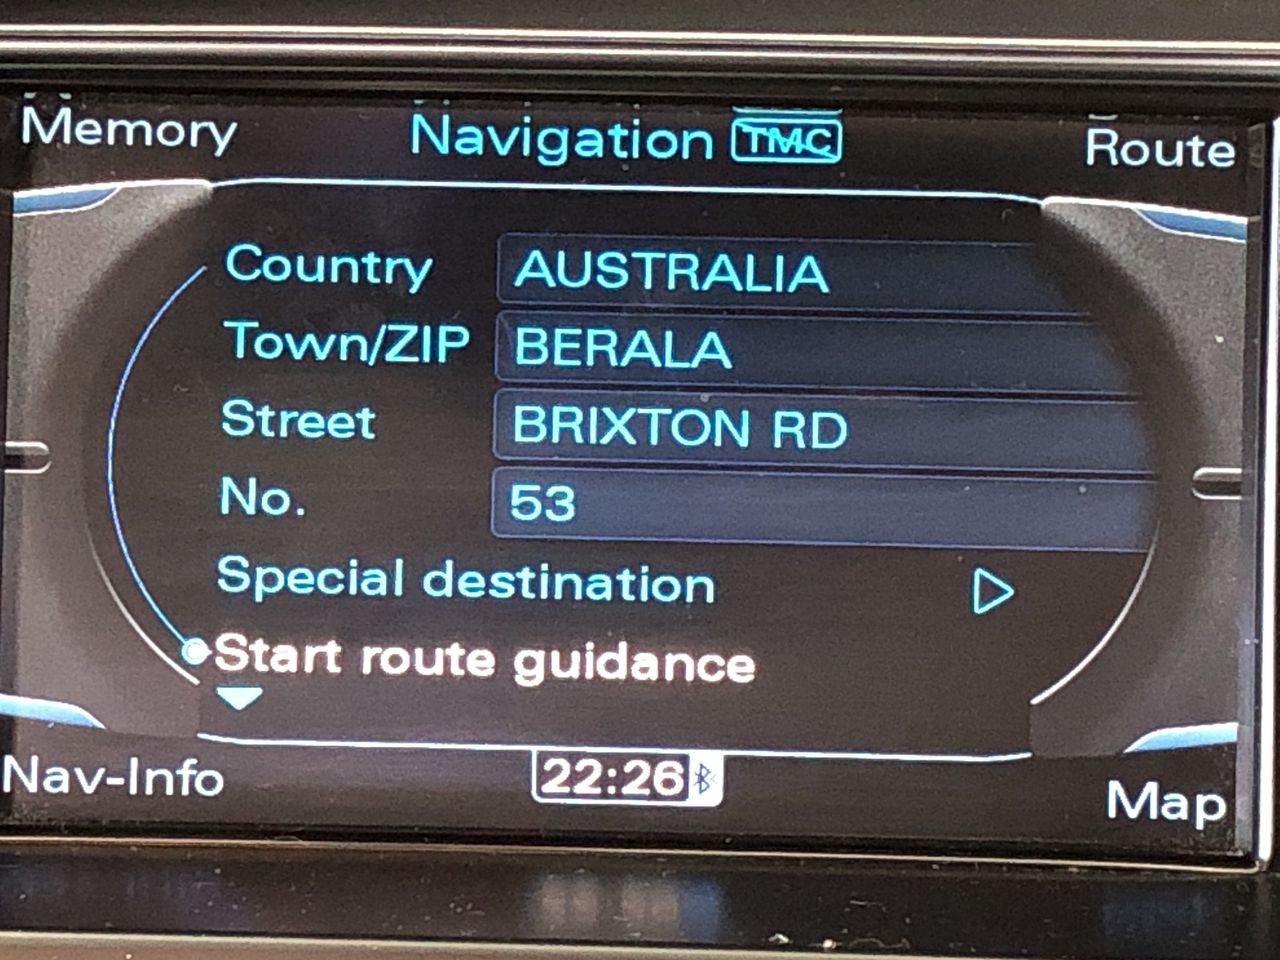 Memory Navigation TMC Route
Country AUSTRALIA
Town/ZIP BERALA
Street BRIXTON RD
No. 53
Special destination
Start route guidance
Nav-Info 22:26 Map